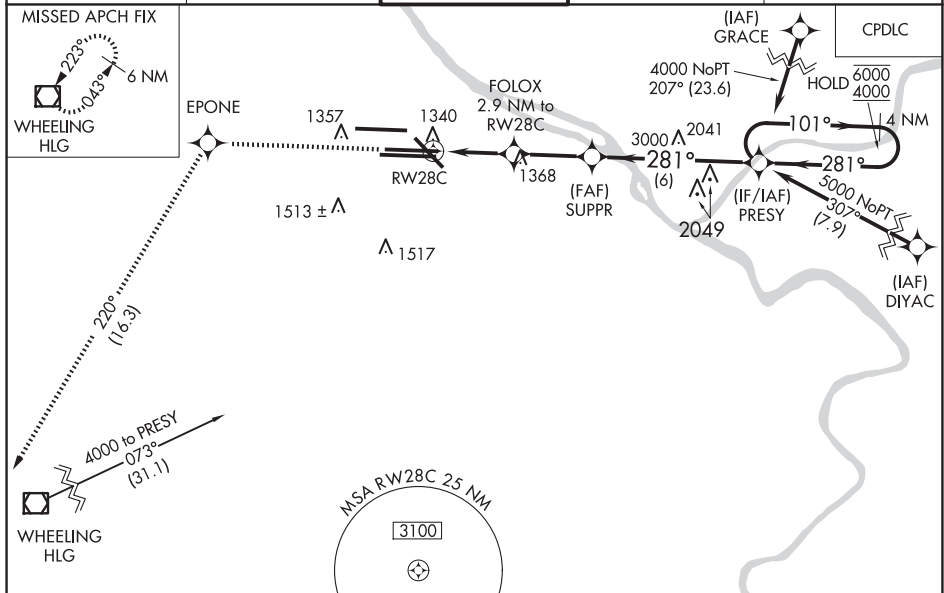 MISSED APCH FIX
223°
043°
6 NM
WHEELING
HLG
(IAF)
GRACE
CPDLC
4000 NoPT
207° (23.6)
HOLD
6000
4000
4 NM
101°
281°
EPONE
1357
1340
RW28C
FOLOX
2.9 NM to
RW28C
1368
(FAF)
SUPPR
3000
2041
281°
(6)
(IF/IAF)
PRESY
2049
5000 NoPT
307°
(7.9)
(IAF)
DIYAC
1513 ±
1517
220°
(16.3)
4000 to PRESY
073°
(31.1)
WHEELING
HLG
MSA RW28C 25 NM
3100